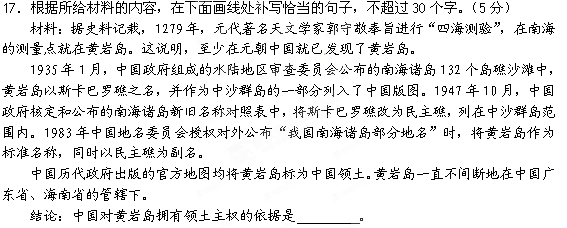 17．根据所给材料的内容，在下面画线处补写恰当的句子，不超过30个字。（5分）
材料：据史料记栽，1279年，元代著名天文学家郭守敬奉旨进行“四海测验”，在南海
的测量点就在黄岩岛。这说明，至少在元朝中国就已发现了黄岩岛。
1935年1月，中国政府组成的水陆地区审查委员会公布的南海诸岛132个岛礁沙滩中，
黄岩岛以斯卡巴罗礁之名，并作为中沙群岛的一部分列入了中国版图。1947年10月，中国
政府核定和公布的南海诸岛新旧名称对照表中，将斯卡巴罗礁改为民主礁，列在中沙群岛范
围内。1983年中国地名委员会授权对外公布“我国南海诸岛部分地名”时，将黄岩岛作为
标准名称，同时以民主礁为副名。
中国历代政府出版的官方地图均将黄岩岛标为中国领土。黄岩岛一直不间断地在中国广
东省、海南省的管辖下。
结论：中国对黄岩岛拥有领土主权的依据是________。